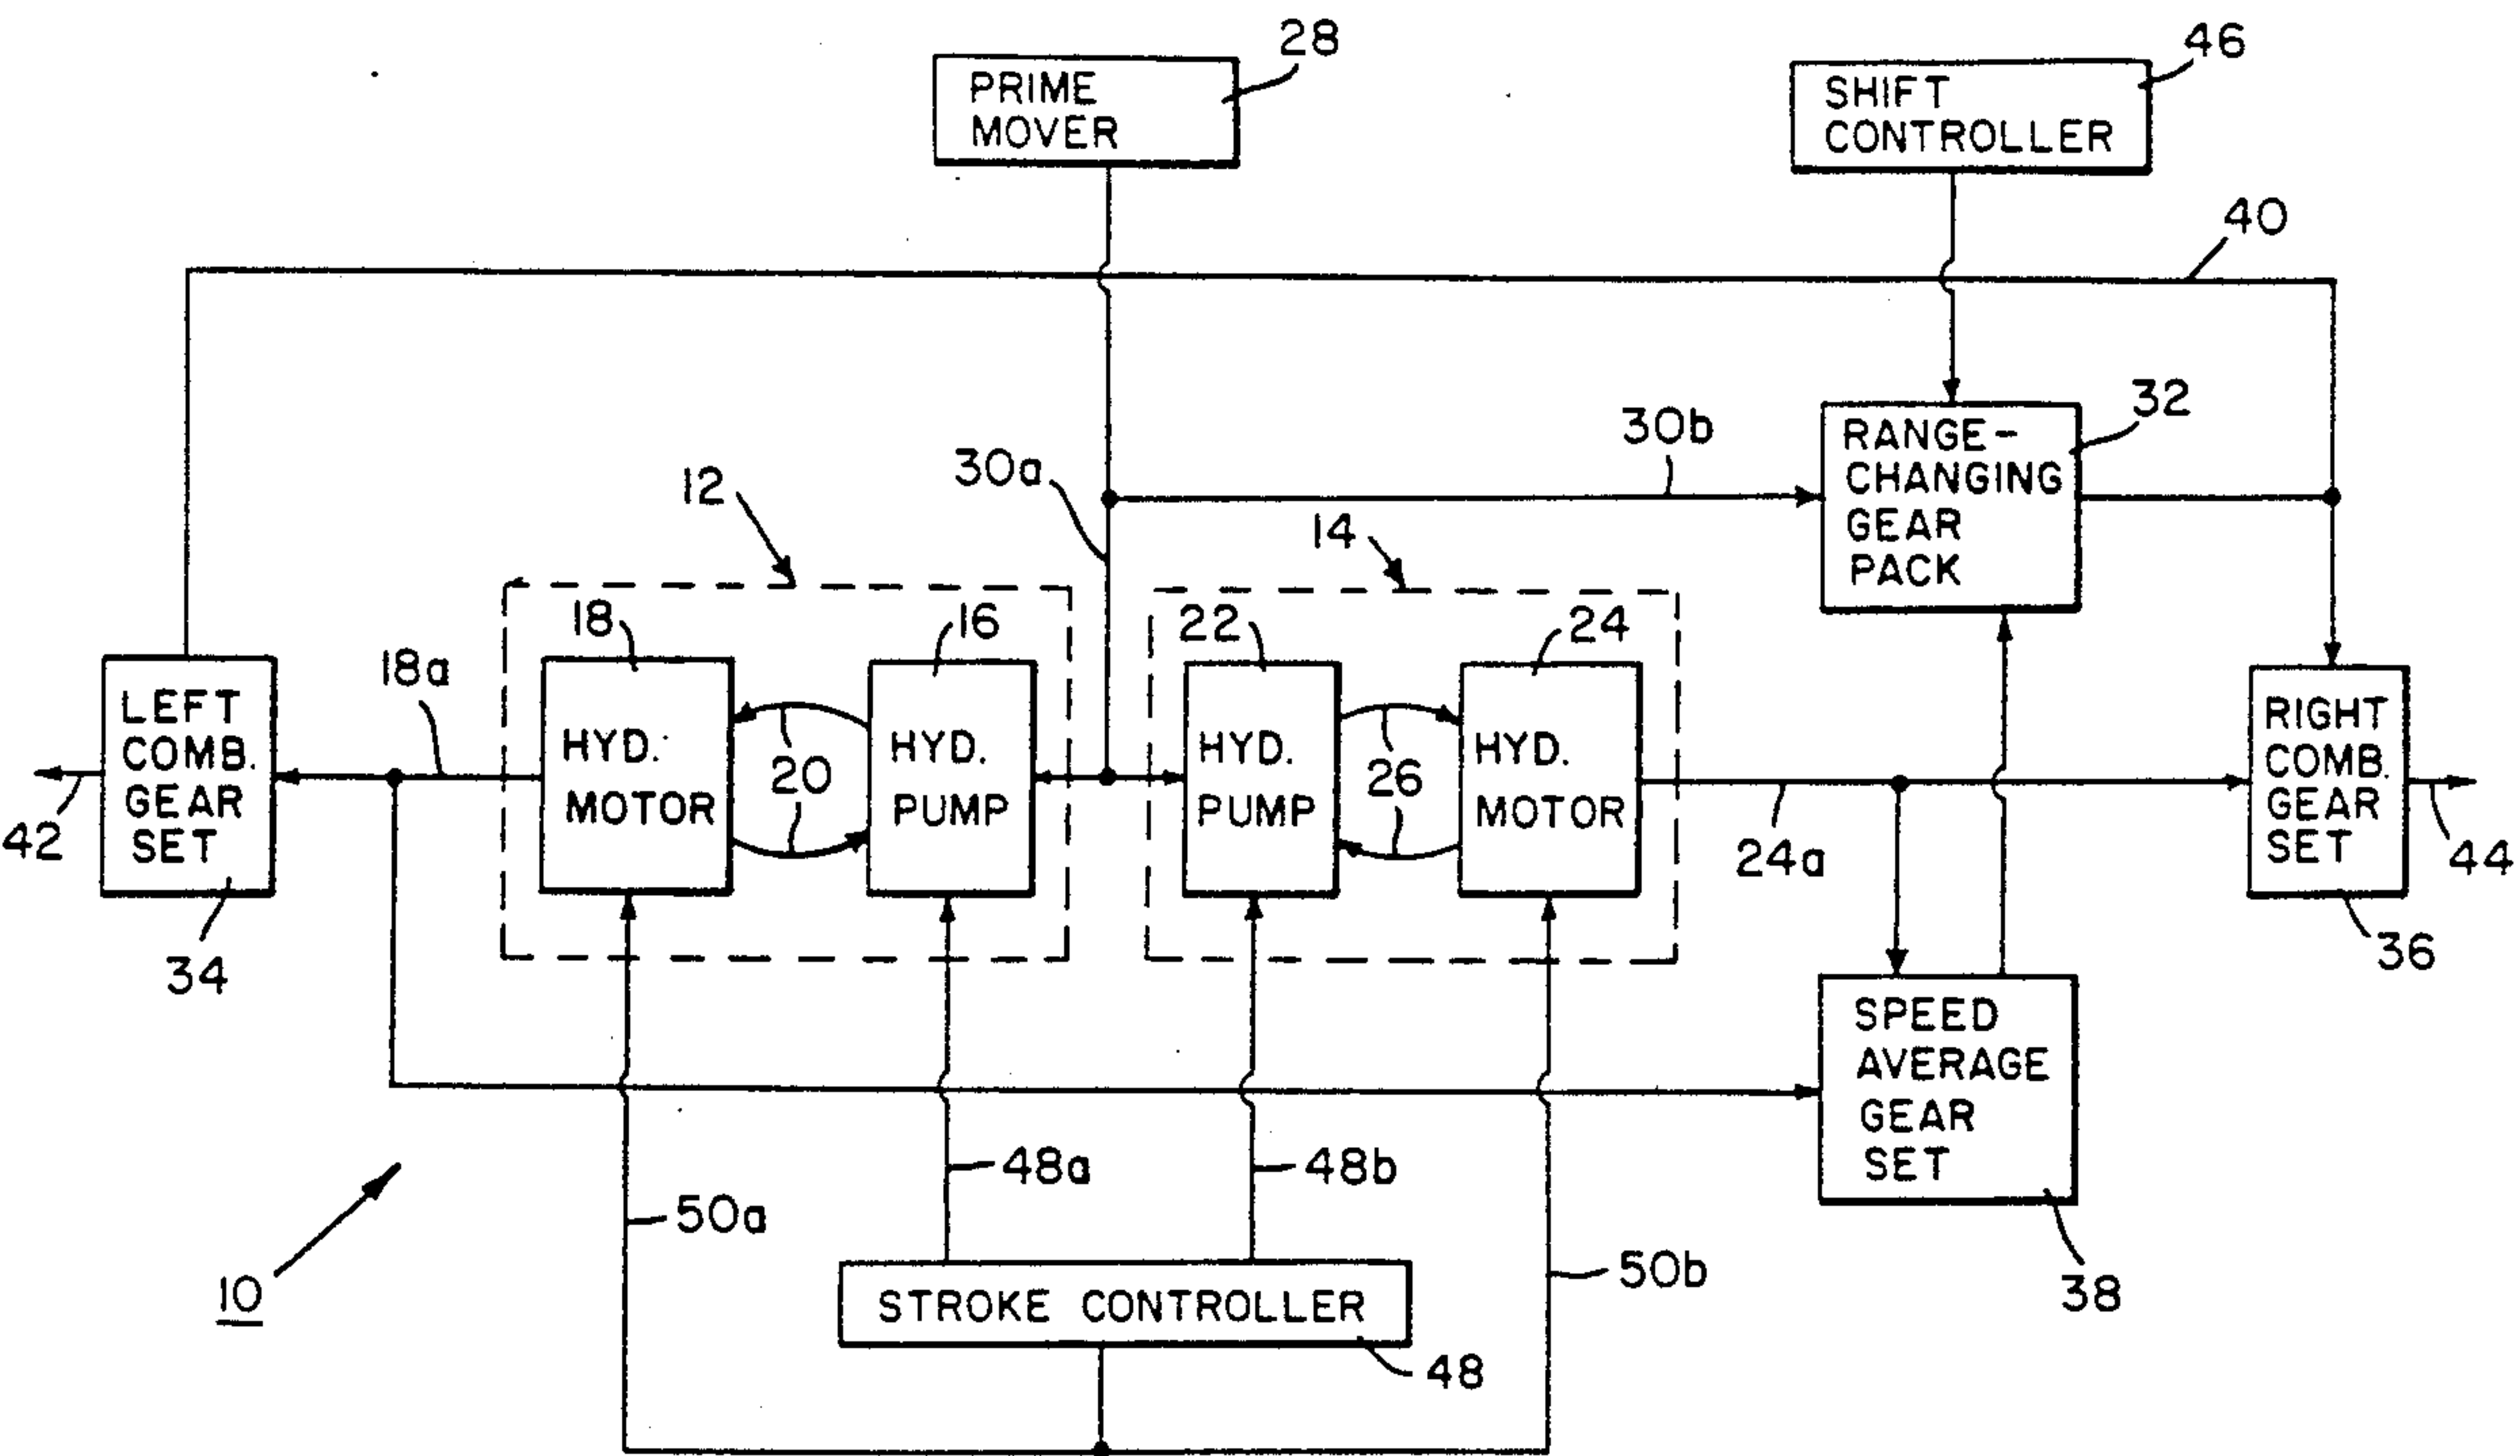 28
46
PRIME
MOVER
SHIFT
CONTROLLER
40
32
30b
RANGE-
CHANGING
GEAR
PACK
30a
12
14
18
16
22
24
18a
LEFT
COMB.
GEAR
SET
HYD.
MOTOR
20
HYD.
PUMP
HYD.
PUMP
26
HYD.
MOTOR
RIGHT
COMB.
GEAR
SET
42
24a
44
34
36
SPEED
AVERAGE
GEAR
SET
48a
48b
50a
50b
10
STROKE CONTROLLER
38
48